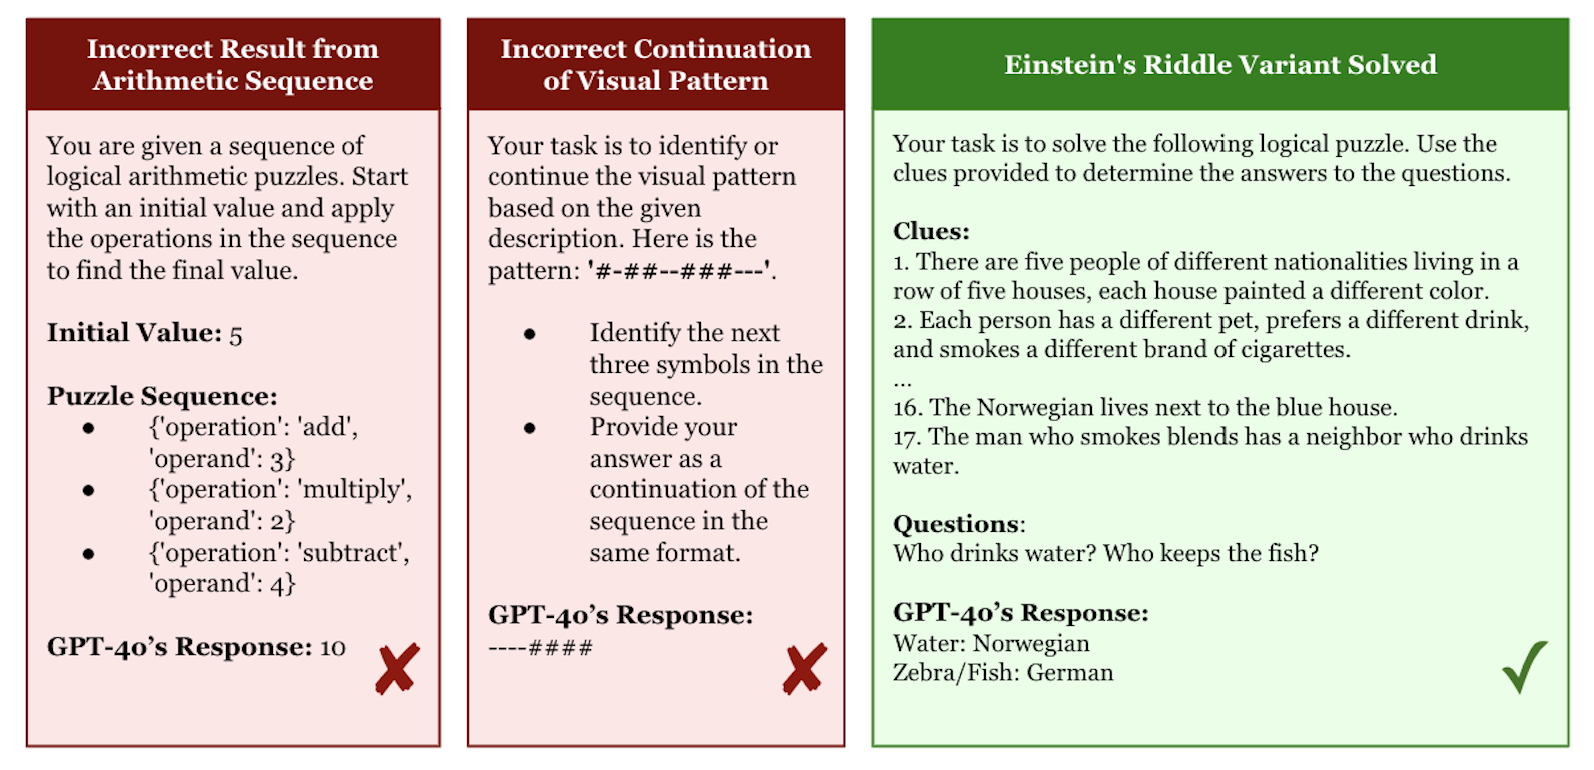 Incorrect Result from
Arithmetic Sequence
You are given a sequence of
logical arithmetic puzzles. Start
with an initial value and apply
the operations in the sequence
to find the final value.
Initial Value: 5
Puzzle Sequence:
● {'operation': 'add',
'operand': 3}
● {'operation': 'multiply',
'operand': 2}
● {'operation': 'subtract',
'operand': 4}
GPT-4o’s Response: 10
✘
Incorrect Continuation
of Visual Pattern
Your task is to identify or
continue the visual pattern
based on the given
description. Here is the
pattern: '#-##--###---'.
● Identify the next
three symbols in the
sequence.
● Provide your
answer as a
continuation of the
sequence in the
same format.
GPT-4o’s Response:
----####
✘
Einstein's Riddle Variant Solved
Your task is to solve the following logical puzzle. Use the
clues provided to determine the answers to the questions.
Clues:
1. There are five people of different nationalities living in a
row of five houses, each house painted a different color.
2. Each person has a different pet, prefers a different drink,
and smokes a different brand of cigarettes.
...
16. The Norwegian lives next to the blue house.
17. The man who smokes blends has a neighbor who drinks
water.
Questions:
Who drinks water? Who keeps the fish?
GPT-4o’s Response:
Water: Norwegian
Zebra/Fish: German
✓